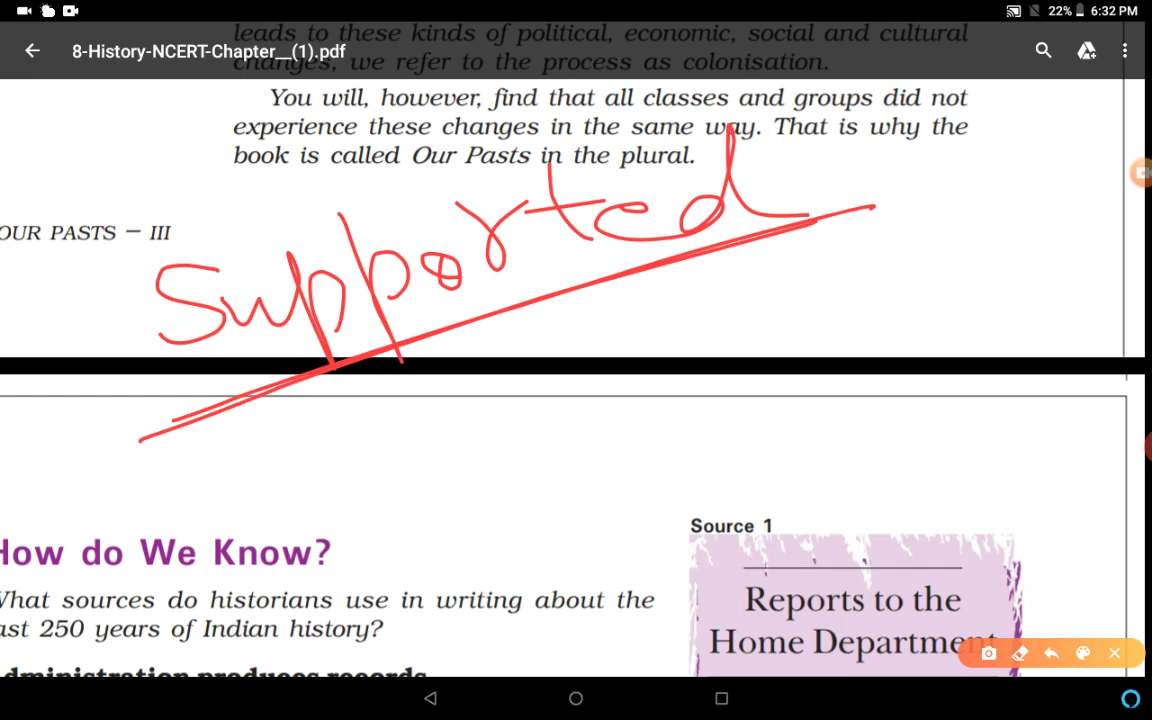 22% 6:32 PM
8-History-NCERT-Chapter__(1).pdf
leads to these kinds of political, economic, social and cultural
changes, we refer to the process as colonisation.
You will, however, find that all classes and groups did not
experience these changes in the same way. That is why the
book is called Our Pasts in the plural.
OUR PASTS – III
Supported
How do We Know?
What sources do historians use in writing about the
last 250 years of Indian history?
Administration produces records
Source 1
Reports to the
Home Department